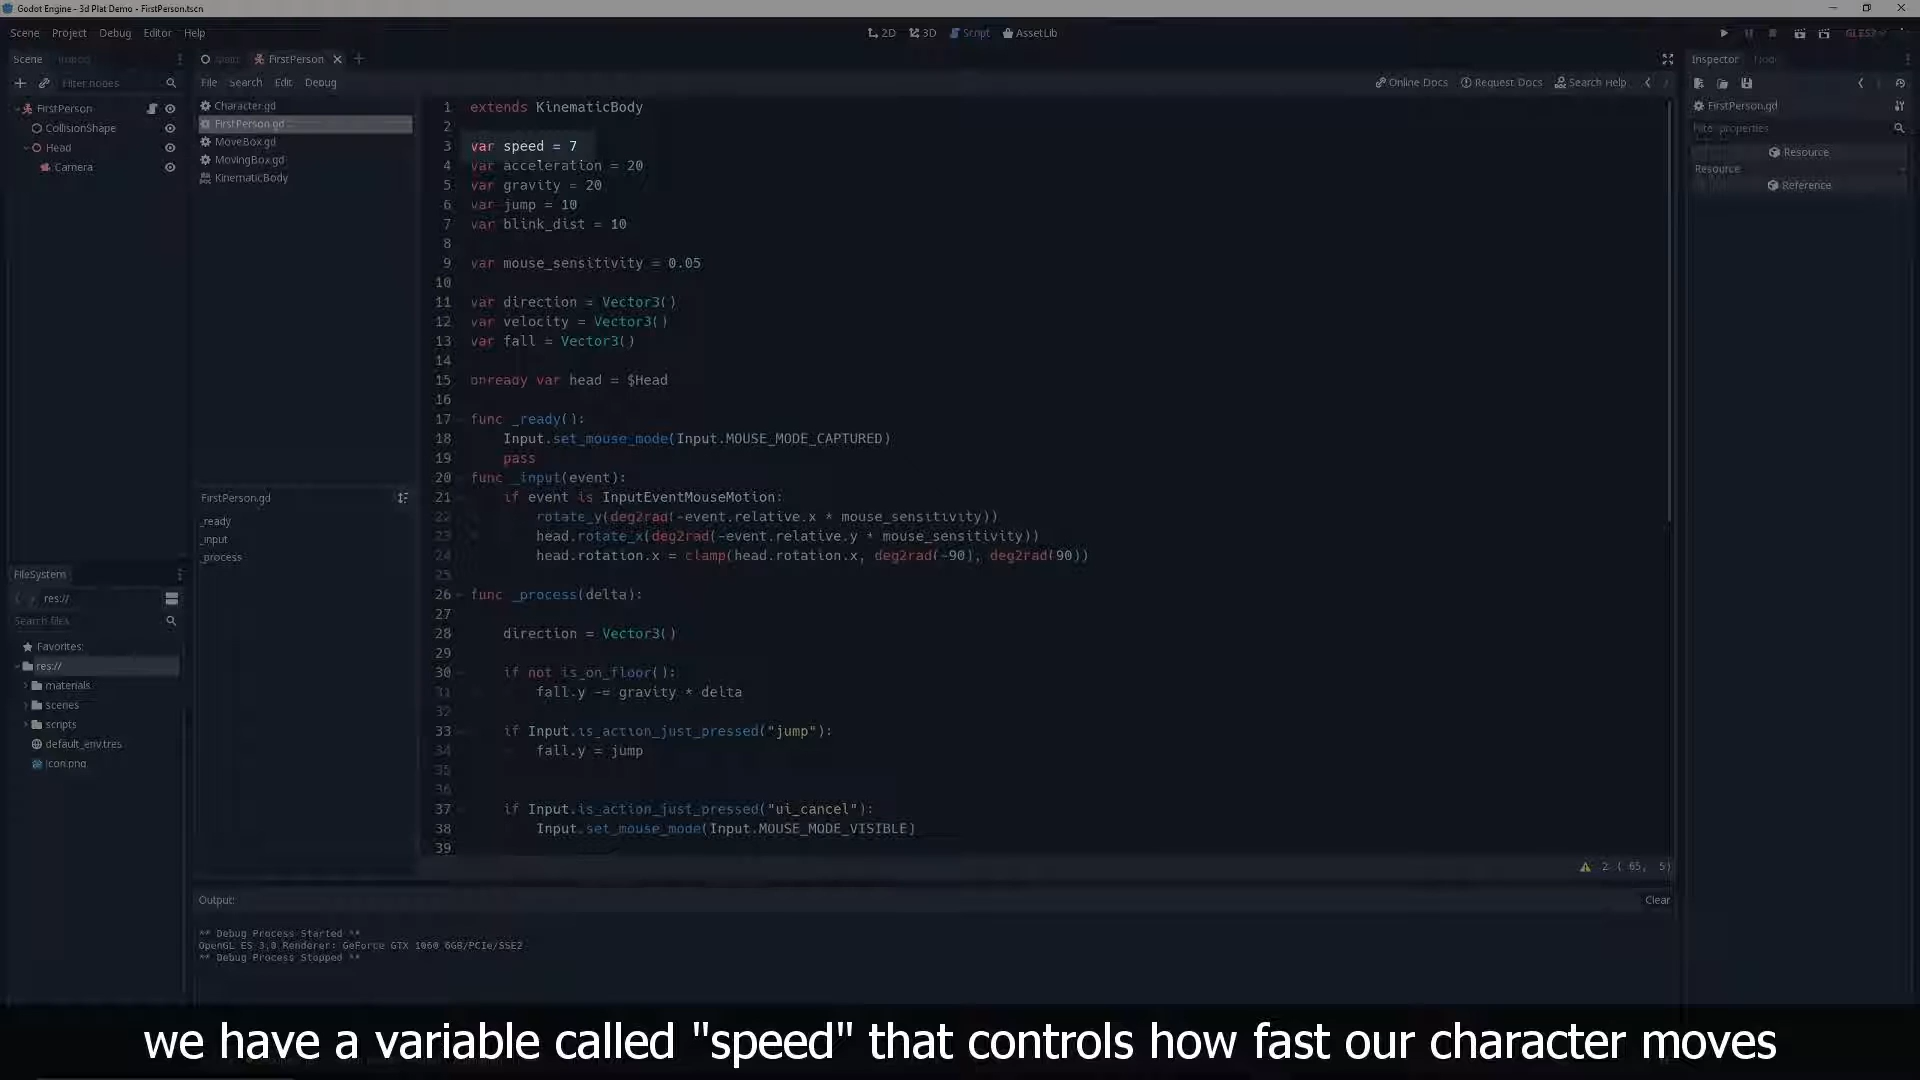 Godot Engine - 3d Plat Demo - FirstPerson.tscn
Scene Project Debug Editor Help
2D 3D Script AssetLib
GLES3
Scene
FirstPerson
Inspector
Filter nodes
File Search Edit Debug
Online Docs Request Docs Search Help
FirstPerson
CollisionShape
Head
Camera
Character.gd
FirstPerson.gd
MoveBox.gd
MovingBox.gd
KinematicBody
FirstPerson.gd
_ready
_input
_process
FileSystem
res://
Search files
Favorites:
res://
materials
scenes
scripts
default_env.tres
icon.png
1 extends KinematicBody
2
3 var speed = 7
4 var acceleration = 20
5 var gravity = 20
6 var jump = 10
7 var blink_dist = 10
8
9 var mouse_sensitivity = 0.05
10
11 var direction = Vector3()
12 var velocity = Vector3()
13 var fall = Vector3()
14
15 onready var head = $Head
16
17 func _ready():
18 Input.set_mouse_mode(Input.MOUSE_MODE_CAPTURED)
19 pass
20 func _input(event):
21 if event is InputEventMouseMotion:
22 rotate_y(deg2rad(-event.relative.x * mouse_sensitivity))
23 head.rotate_x(deg2rad(-event.relative.y * mouse_sensitivity))
24 head.rotation.x = clamp(head.rotation.x, deg2rad(-90), deg2rad(90))
25
26 func _process(delta):
27
28 direction = Vector3()
29
30 if not is_on_floor():
31 fall.y -= gravity * delta
32
33 if Input.is_action_just_pressed("jump"):
34 fall.y = jump
35
36
37 if Input.is_action_just_pressed("ui_cancel"):
38 Input.set_mouse_mode(Input.MOUSE_MODE_VISIBLE)
39
2 ( 65, 5)
FirstPerson.gd
Filter properties
Resource
Resource
Reference
Output:
Clear
** Debug Process Started **
OpenGL ES 3.0 Renderer: GeForce GTX 1060 6GB/PCIe/SSE2
** Debug Process Stopped **
we have a variable called "speed" that controls how fast our character moves